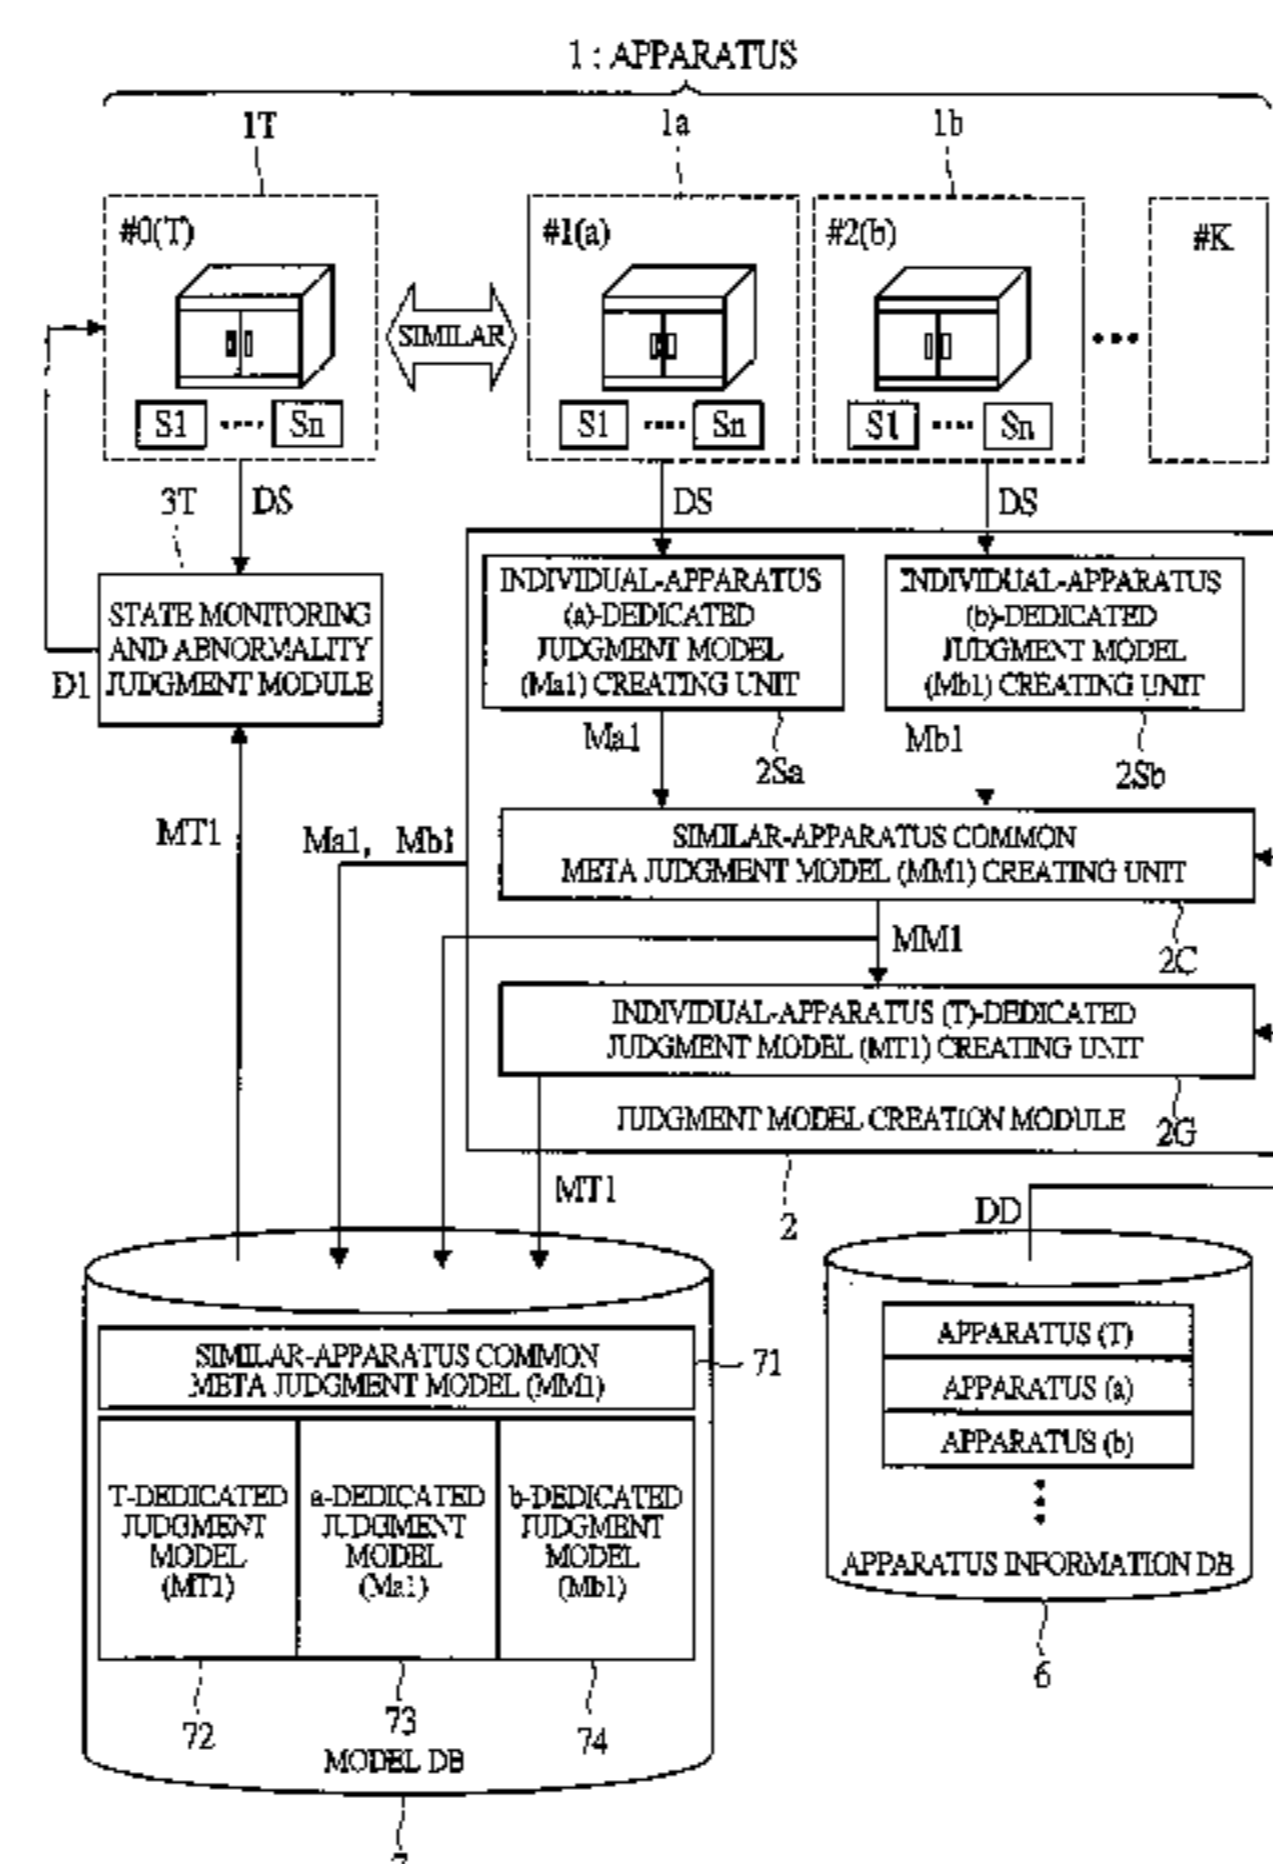 1 : APPARATUS
1T
1a
1b
#0(T)
#1(a)
#2(b)
#K
SIMILAR
S1
Sn
S1
Sn
S1
Sn
3T
DS
DS
DS
STATE MONITORING
AND ABNORMALITY
JUDGMENT MODULE
D1
INDIVIDUAL-APPARATUS
(a)-DEDICATED
JUDGMENT MODEL
(Ma1) CREATING UNIT
INDIVIDUAL-APPARATUS
(b)-DEDICATED
JUDGMENT MODEL
(Mb1) CREATING UNIT
Ma1
2Sa
Mb1
2Sb
MT1
Ma1, Mb1
SIMILAR-APPARATUS COMMON
META JUDGMENT MODEL (MM1) CREATING UNIT
MM1
2C
INDIVIDUAL-APPARATUS (T)-DEDICATED
JUDGMENT MODEL (MT1) CREATING UNIT
JUDGMENT MODEL CREATION MODULE
2G
MT1
2
DD
SIMILAR-APPARATUS COMMON
META JUDGMENT MODEL (MM1)
71
T-DEDICATED
JUDGMENT
MODEL
(MT1)
a-DEDICATED
JUDGMENT
MODEL
(Ma1)
b-DEDICATED
JUDGMENT
MODEL
(Mb1)
72
73
74
MODEL DB
7
APPARATUS (T)
APPARATUS (a)
APPARATUS (b)
APPARATUS INFORMATION DB
6